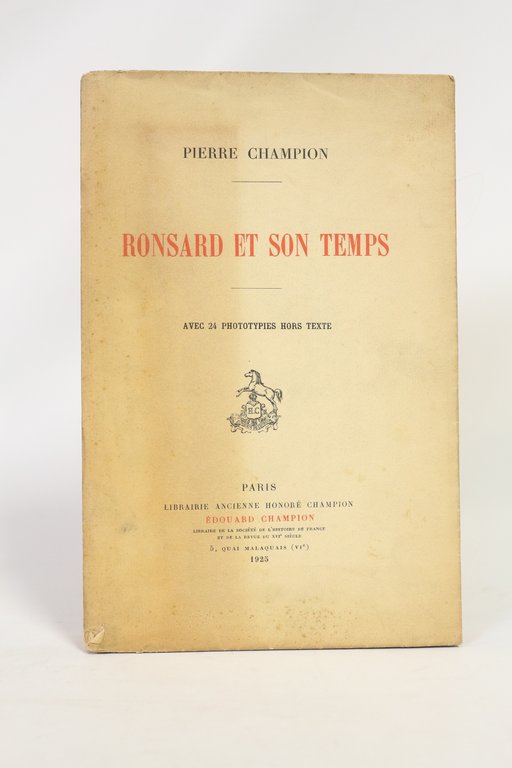 PIERRE CHAMPION
RONSARD ET SON TEMPS
AVEC 24 PHOTOTYPIES HORS TEXTE
H.C
PARIS
LIBRAIRIE ANCIENNE HONORÉ CHAMPION
ÉDOUARD CHAMPION
LIBRAIRE DE LA SOCIÉTÉ DE L'HISTOIRE DE FRANCE
ET DE LA REVUE DU XVIe SIÈCLE
5, QUAI MALAQUAIS (VIe)
1925